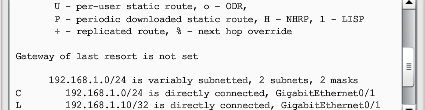 U - per-user static route, o - ODR,
P - periodic downloaded static route, H - NHRP, l - LISP
+ - replicated route, % - next hop override
Gateway of last resort is not set
192.168.1.0/24 is variably subnetted, 2 subnets, 2 masks
C 192.168.1.0/24 is directly connected, GigabitEthernet0/1
L 192.168.1.10/32 is directly connected, GigabitEthernet0/1